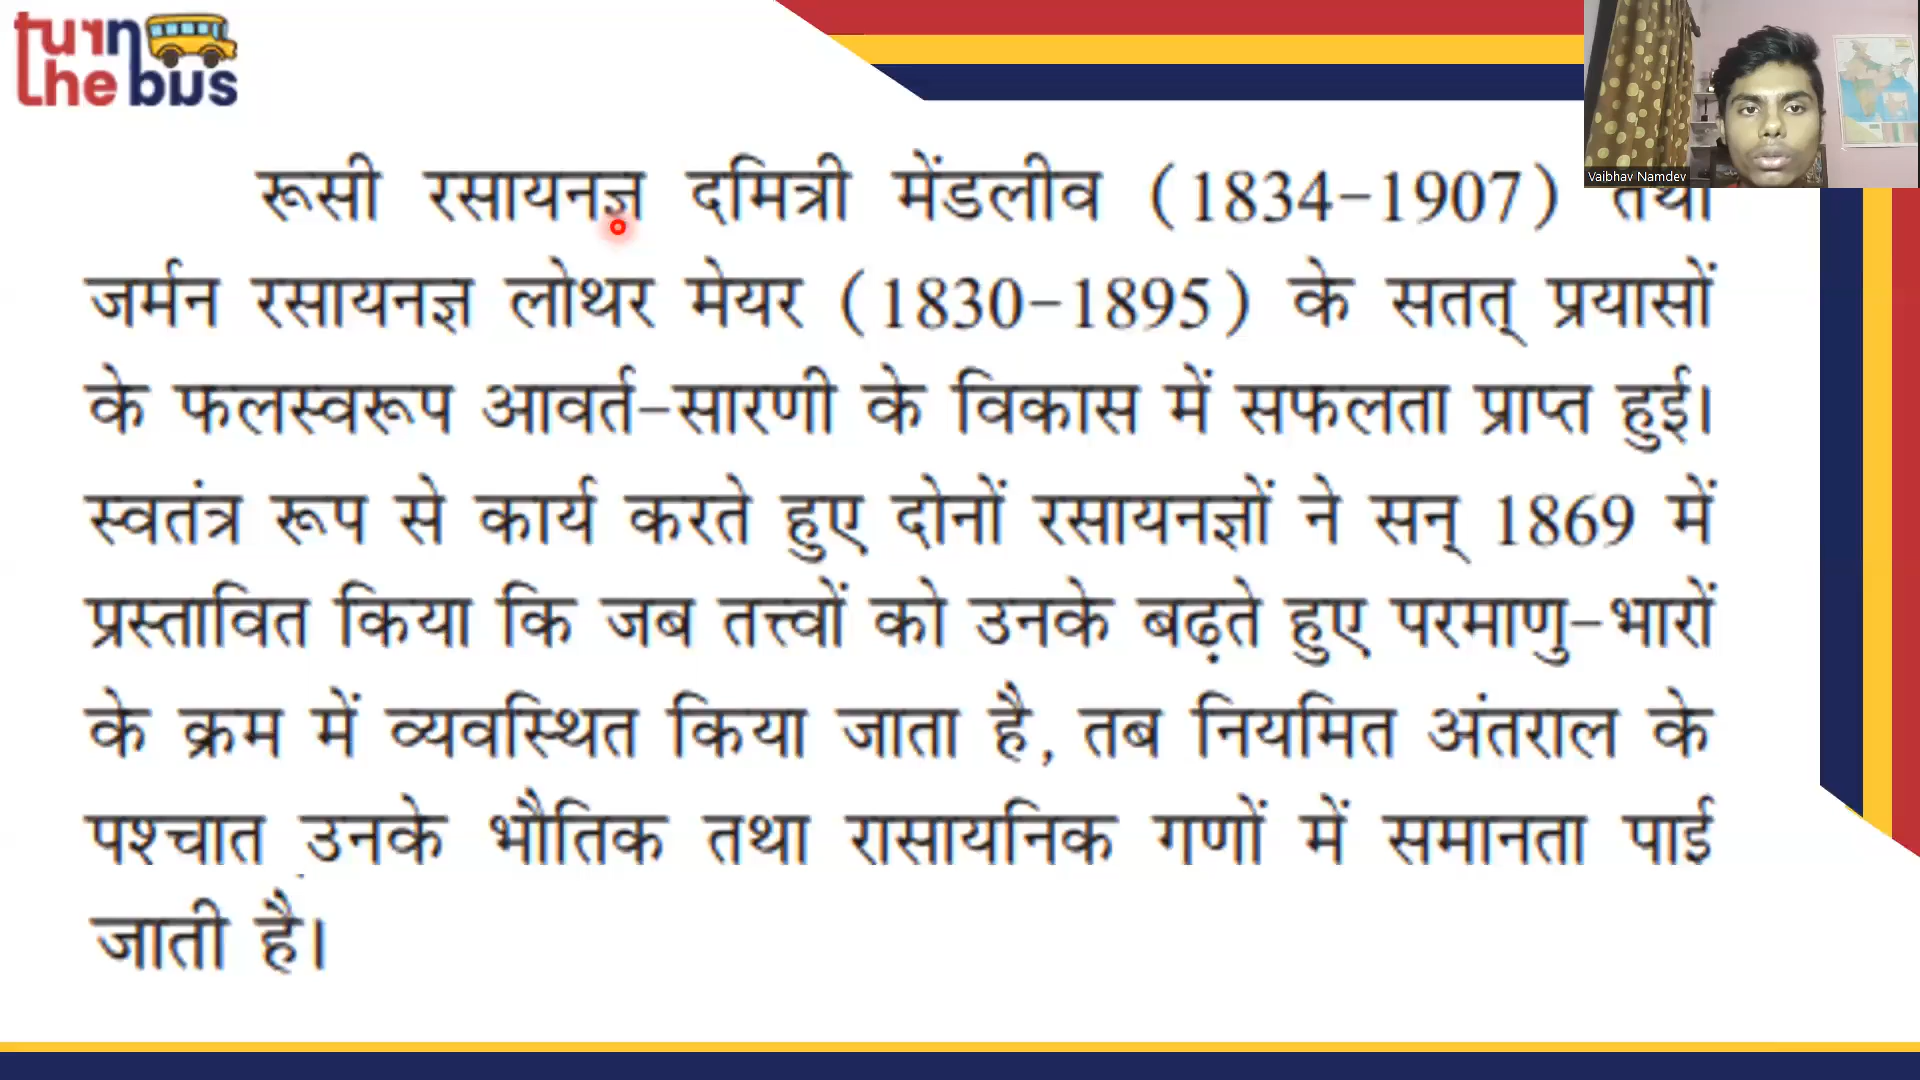 turn
the bus
Vaibhav Namdev
रूसी रसायनज्ञ दमित्री मेंडलीव (1834-1907) तथा
जर्मन रसायनज्ञ लोथर मेयर (1830-1895) के सतत् प्रयासों
के फलस्वरूप आवर्त-सारणी के विकास में सफलता प्राप्त हुई।
स्वतंत्र रूप से कार्य करते हुए दोनों रसायनज्ञों ने सन् 1869 में
प्रस्तावित किया कि जब तत्त्वों को उनके बढ़ते हुए परमाणु-भारों
के क्रम में व्यवस्थित किया जाता है, तब नियमित अंतराल के
पश्चात उनके भौतिक तथा रासायनिक गणों में समानता पाई
जाती है।